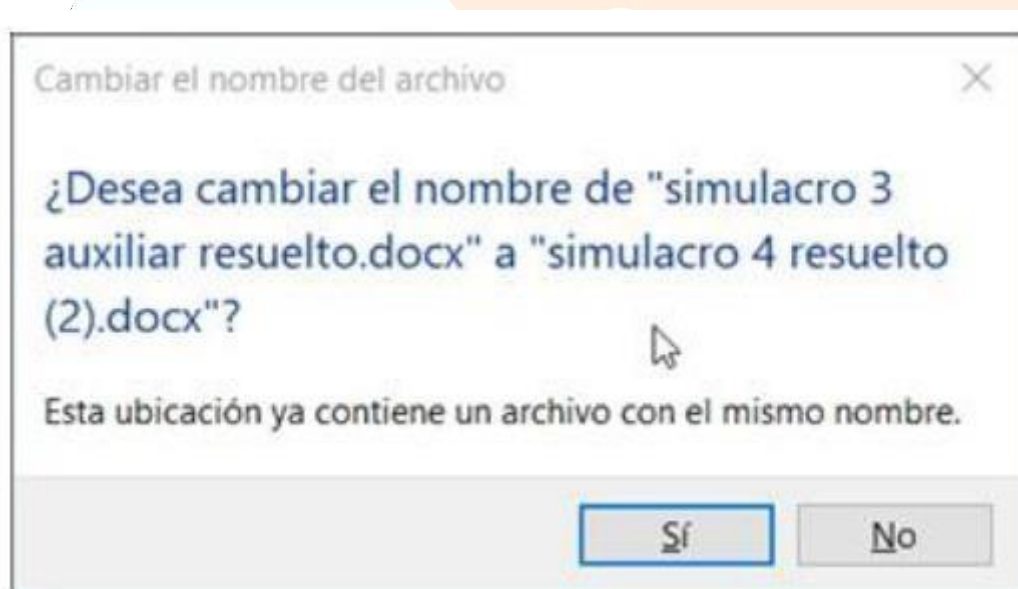 Cambiar el nombre del archivo
¿Desea cambiar el nombre de "simulacro 3
auxiliar resuelto.docx" a "simulacro 4 resuelto
(2).docx"?
Esta ubicación ya contiene un archivo con el mismo nombre.
Sí
No